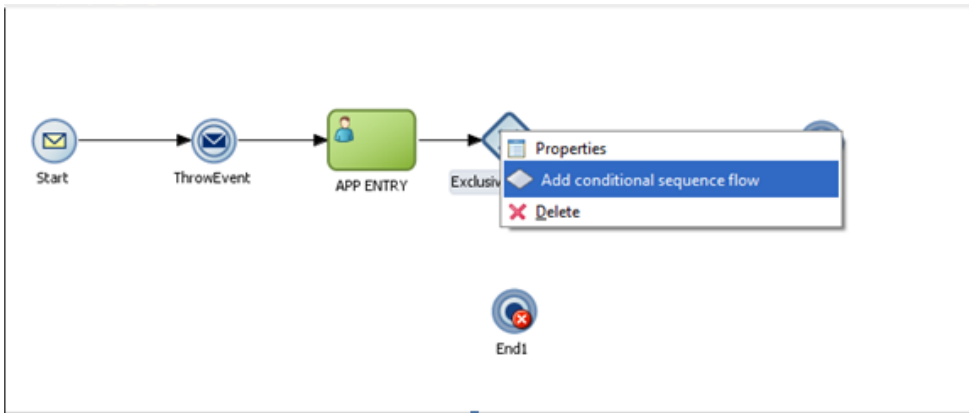 Start
ThrowEvent
APP ENTRY
Exclusiv
Properties
Add conditional sequence flow
Delete
End1